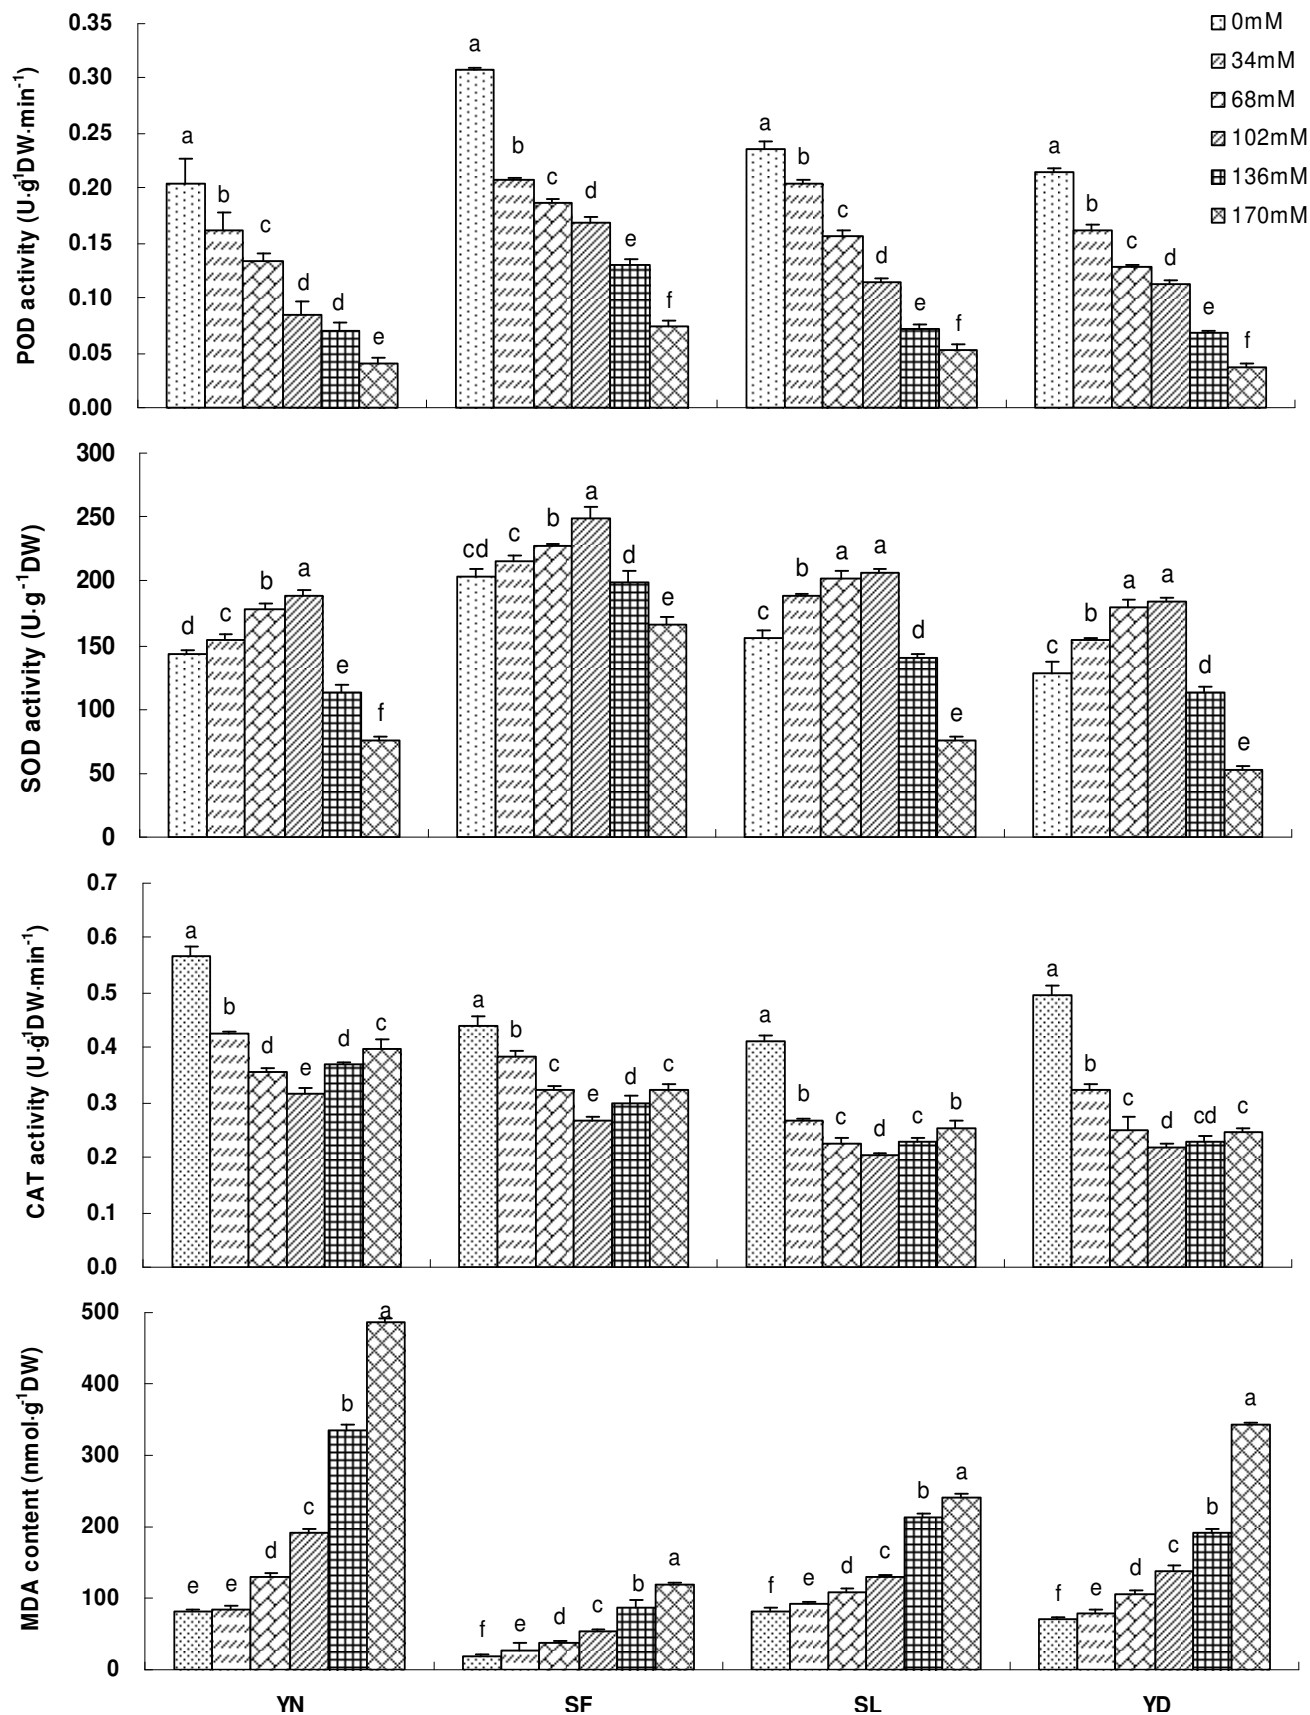 0.35
0.30
0.25
0.20
0.15
0.10
0.05
0.00
POD activity (U·g-1DW·min-1)
a
b
c
d
d
e
a
b
c
d
e
f
a
b
c
d
e
f
a
b
c
d
e
f
0mM
34mM
68mM
102mM
136mM
170mM
300
250
200
150
100
50
0
SOD activity (U·g-1DW)
d
c
b
a
e
f
cd
c
b
a
d
e
c
b
a
a
d
e
c
b
a
a
d
e
0.7
0.6
0.5
0.4
0.3
0.2
0.1
0.0
CAT activity (U·g-1DW·min-1)
a
b
d
e
d
c
a
b
c
e
d
c
a
b
c
d
c
b
a
b
c
d
cd
c
500
400
300
200
100
0
MDA content (nmol·g-1DW)
e
e
d
c
b
a
f
e
d
c
b
a
f
e
d
c
b
a
f
e
d
c
b
a
YN SF SL YD